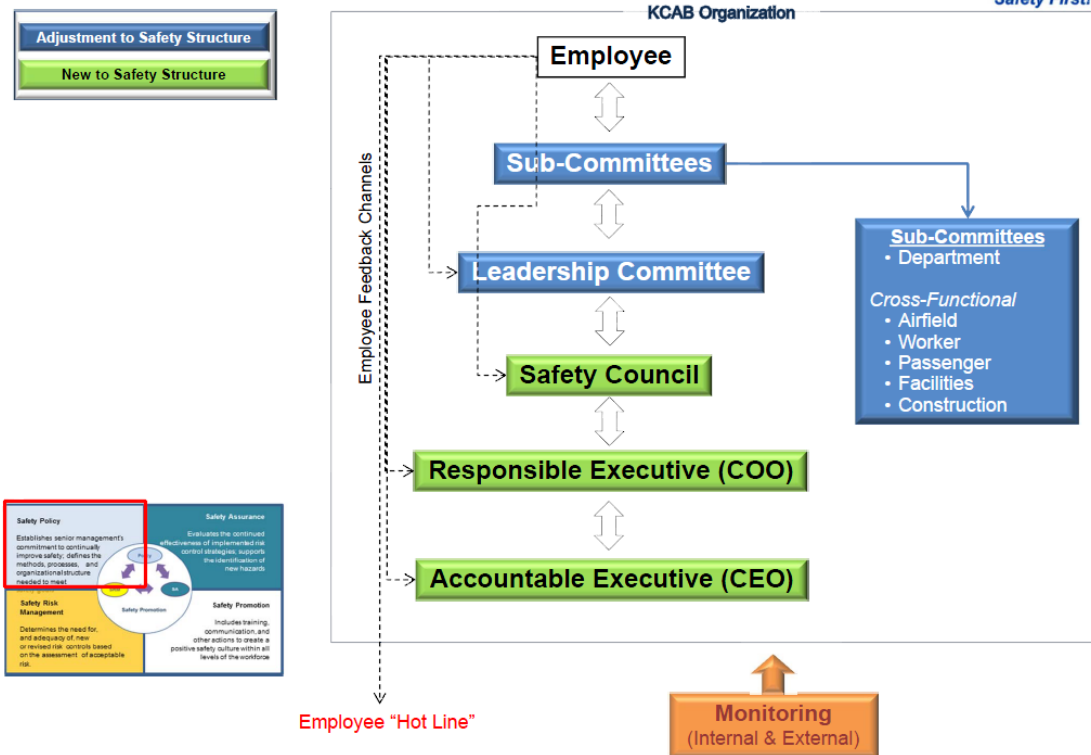 Safety First!
KCAB Organization
Adjustment to Safety Structure
New to Safety Structure
Employee
Sub-Committees
Leadership Committee
Safety Council
Responsible Executive (COO)
Accountable Executive (CEO)
Employee Feedback Channels
Employee “Hot Line”
Sub-Committees
• Department
Cross-Functional
• Airfield
• Worker
• Passenger
• Facilities
• Construction
Monitoring
(Internal & External)
Safety Policy
Establishes senior management's
commitment to continually
improve safety; defines the
methods, processes, and
organizational structure
needed to meet
Safety Assurance
Evaluates the continued
effectiveness of implemented risk
control strategies; supports
the identification of
new hazards
Policy
Safety Promotion
Safety Risk
Management
Determines the need for,
and adequacy of, new
or revised risk controls based
on the assessment of acceptable
risk.
Safety Promotion
Includes training,
communication, and
other actions to create a
positive safety culture within all
levels of the workforce